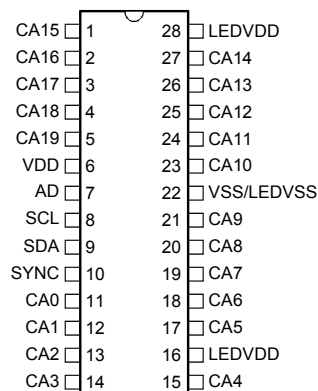 CA15 1 28 LEDVDD
CA16 2 27 CA14
CA17 3 26 CA13
CA18 4 25 CA12
CA19 5 24 CA11
VDD 6 23 CA10
AD 7 22 VSS/LEDVSS
SCL 8 21 CA9
SDA 9 20 CA8
SYNC 10 19 CA7
CA0 11 18 CA6
CA1 12 17 CA5
CA2 13 16 LEDVDD
CA3 14 15 CA4